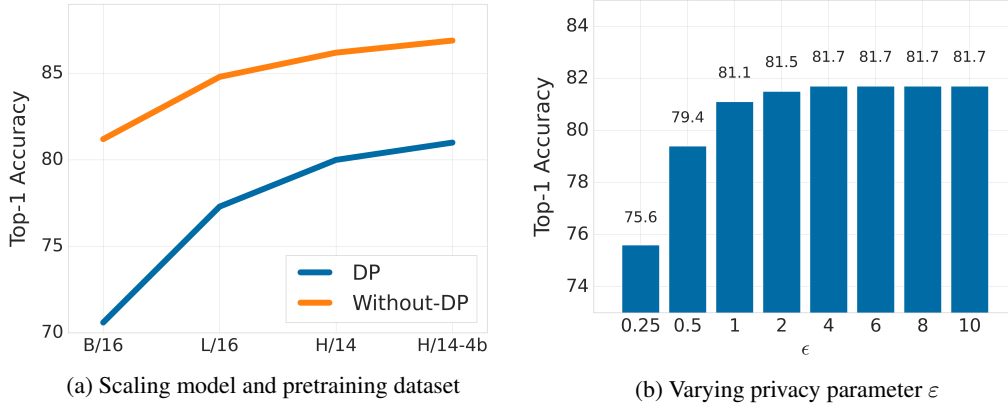 Top-1 Accuracy
85
80
75
70
DP
Without-DP
B/16 L/16 H/14 H/14-4b
(a) Scaling model and pretraining dataset
Top-1 Accuracy
84
82
80
78
76
74
75.6 79.4 81.1 81.5 81.7 81.7 81.7 81.7
0.25 0.5 1 2 4 6 8 10
ϵ
(b) Varying privacy parameter ε